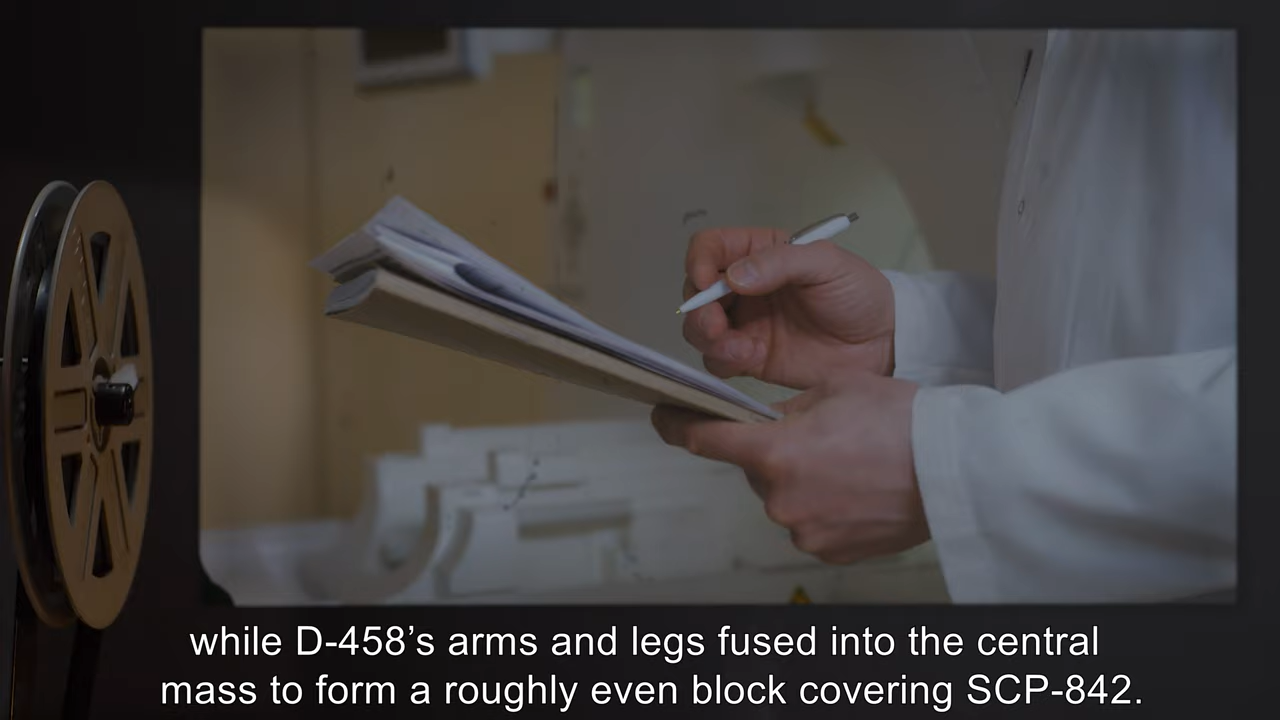 while D-458’s arms and legs fused into the central
mass to form a roughly even block covering SCP-842.